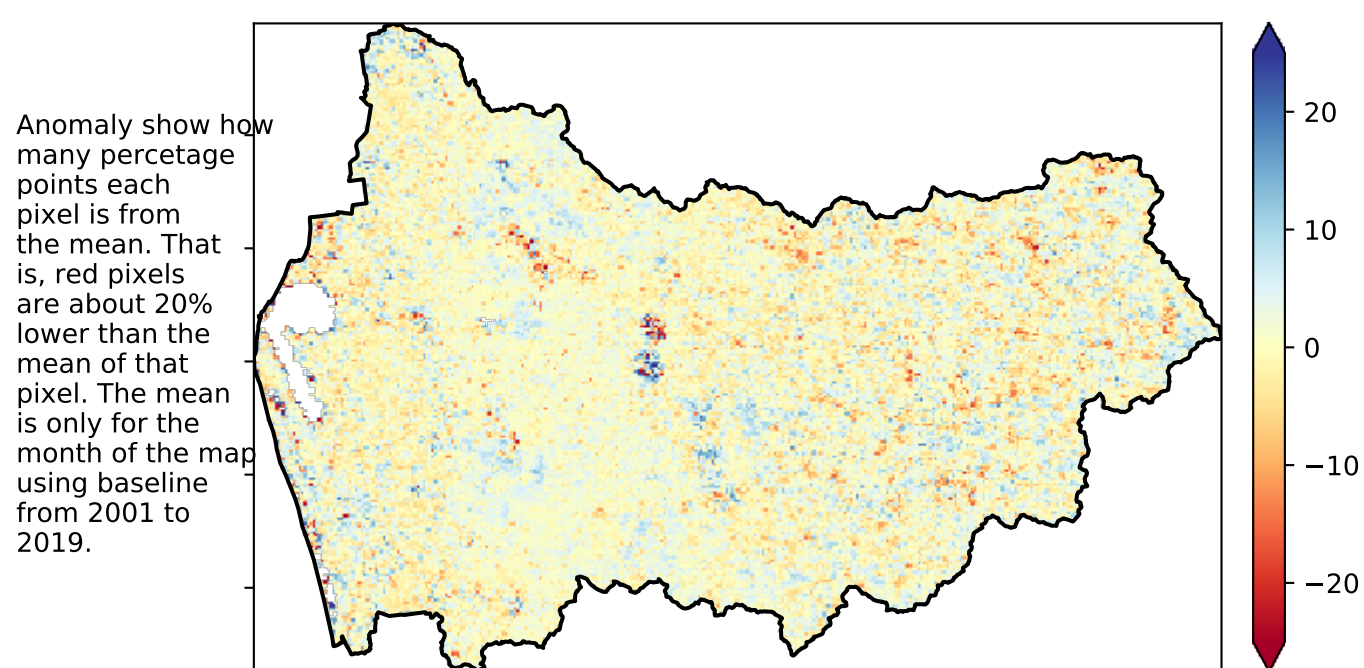 Anomaly show how
many percetage
points each
pixel is from
the mean. That
is, red pixels
are about 20%
lower than the
mean of that
pixel. The mean
is only for the
month of the map
using baseline
from 2001 to
2019.
20
10
0
−10
−20